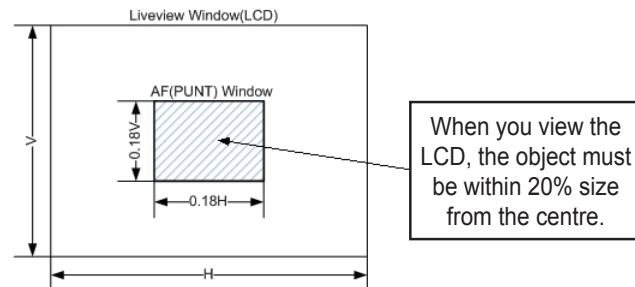 Liveview Window(LCD)
AF(PUNT) Window
V
0.18V
0.18H
H
When you view the
LCD, the object must
be within 20% size
from the centre.